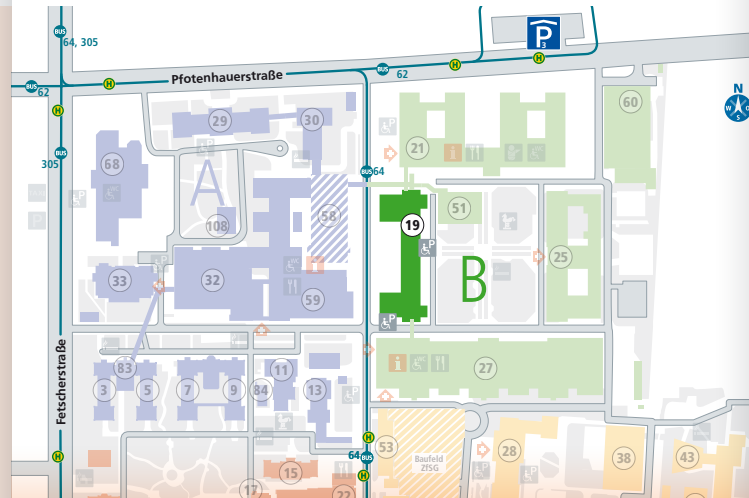 P
3
BUS
64, 305
BUS
62
H
H
Pfotenhauerstraße
BUS
62
H
H
N
W
O
S
60
H
29
30
P
21
305
BUS
68
A
BUS
64
P
P
P
108
58
19
51
P
B
25
33
P
32
59
P
Fetscherstraße
83
3
5
7
9
84
11
13
P
27
H
H
64
BUS
H
53
Baufeld
ZfSG
28
P
38
43
15
17
22
P